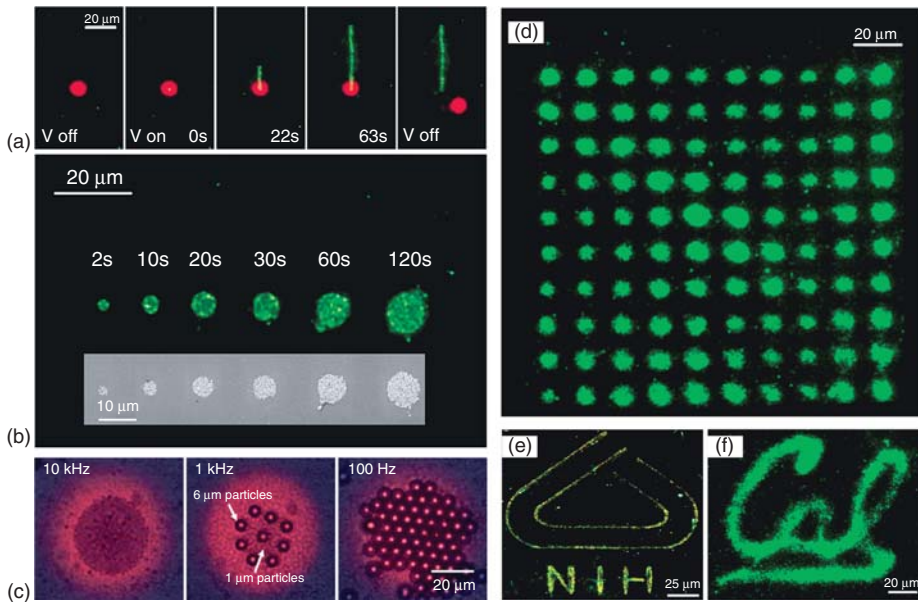 20 μm
V off
V on 0s
22s
63s
V off
(a)
20 μm
2s 10s 20s 30s 60s 120s
10 μm
(b)
10 kHz
1 kHz
6 μm particles
1 μm particles
100 Hz
20 μm
(c)
(d)
20 μm
(e)
NIH
25 μm
(f)
Cal
20 μm